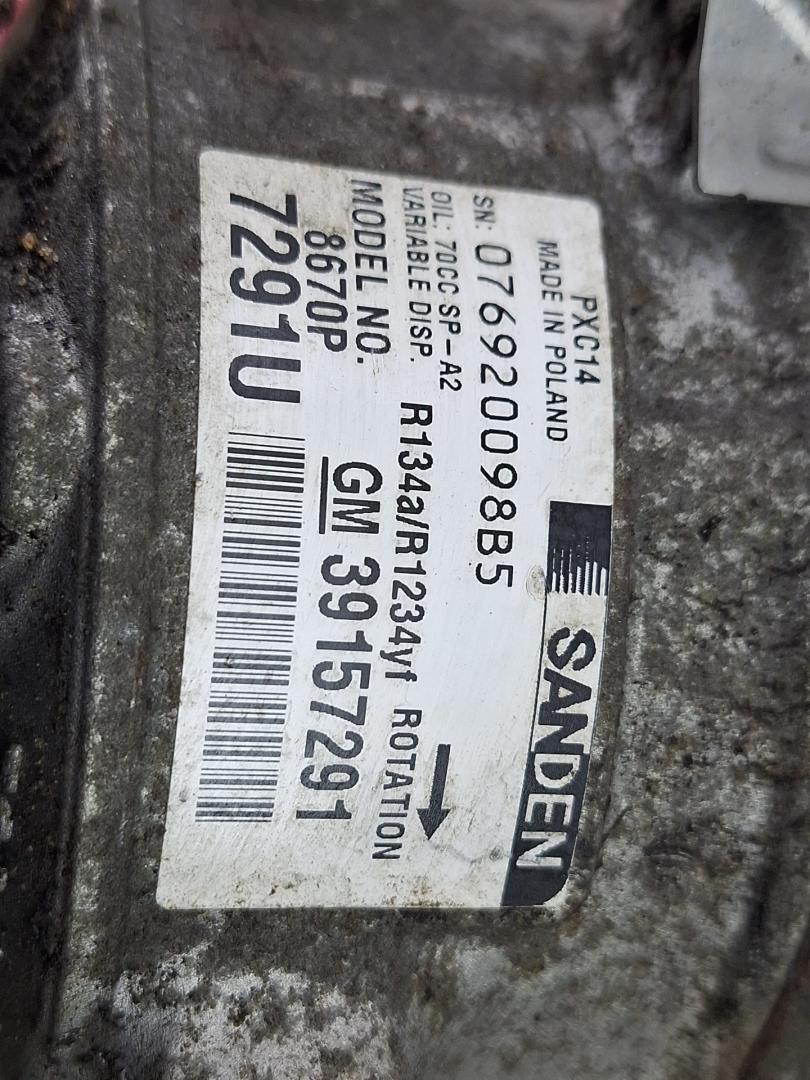 PXC14
MADE IN POLAND
SANDEN
SN: 076920098B5
OIL: 70CC SP-A2
VARIABLE DISP.
R134a/R1234yf ROTATION
MODEL NO.
8670P
GM 39157291
7291U